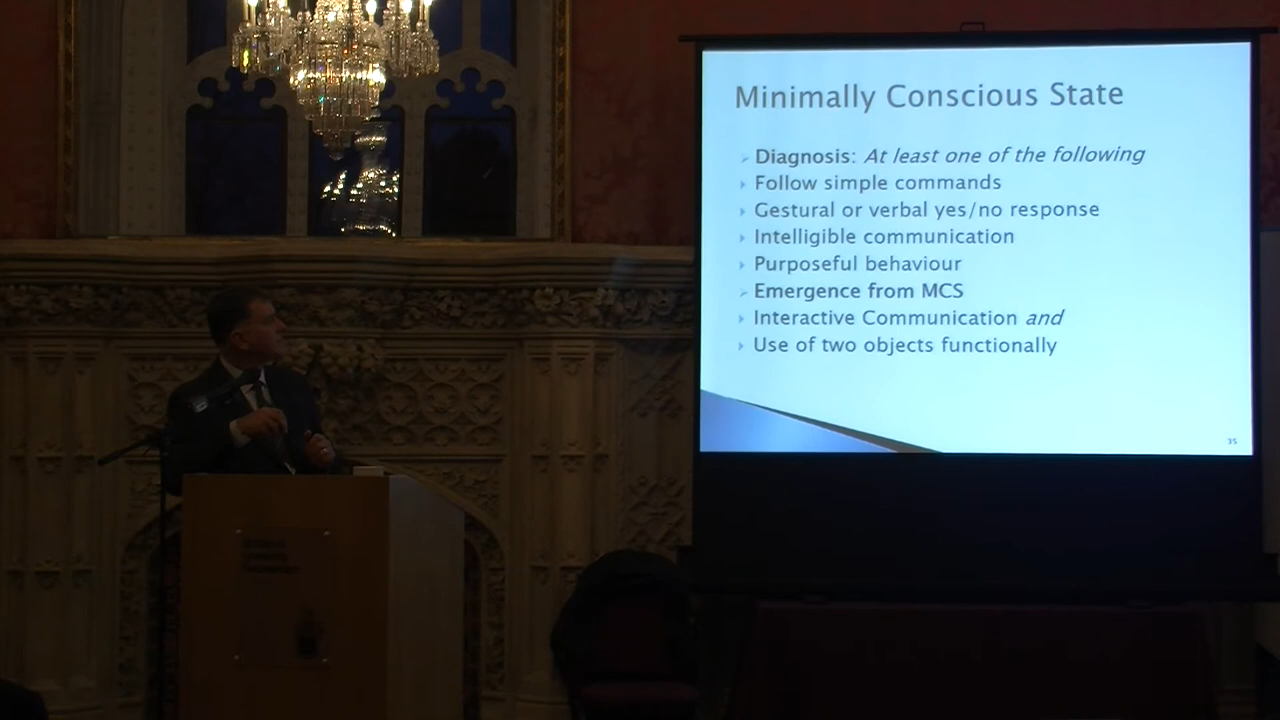 Minimally Conscious State
Diagnosis: At least one of the following
Follow simple commands
Gestural or verbal yes/no response
Intelligible communication
Purposeful behaviour
Emergence from MCS
Interactive Communication and
Use of two objects functionally
35